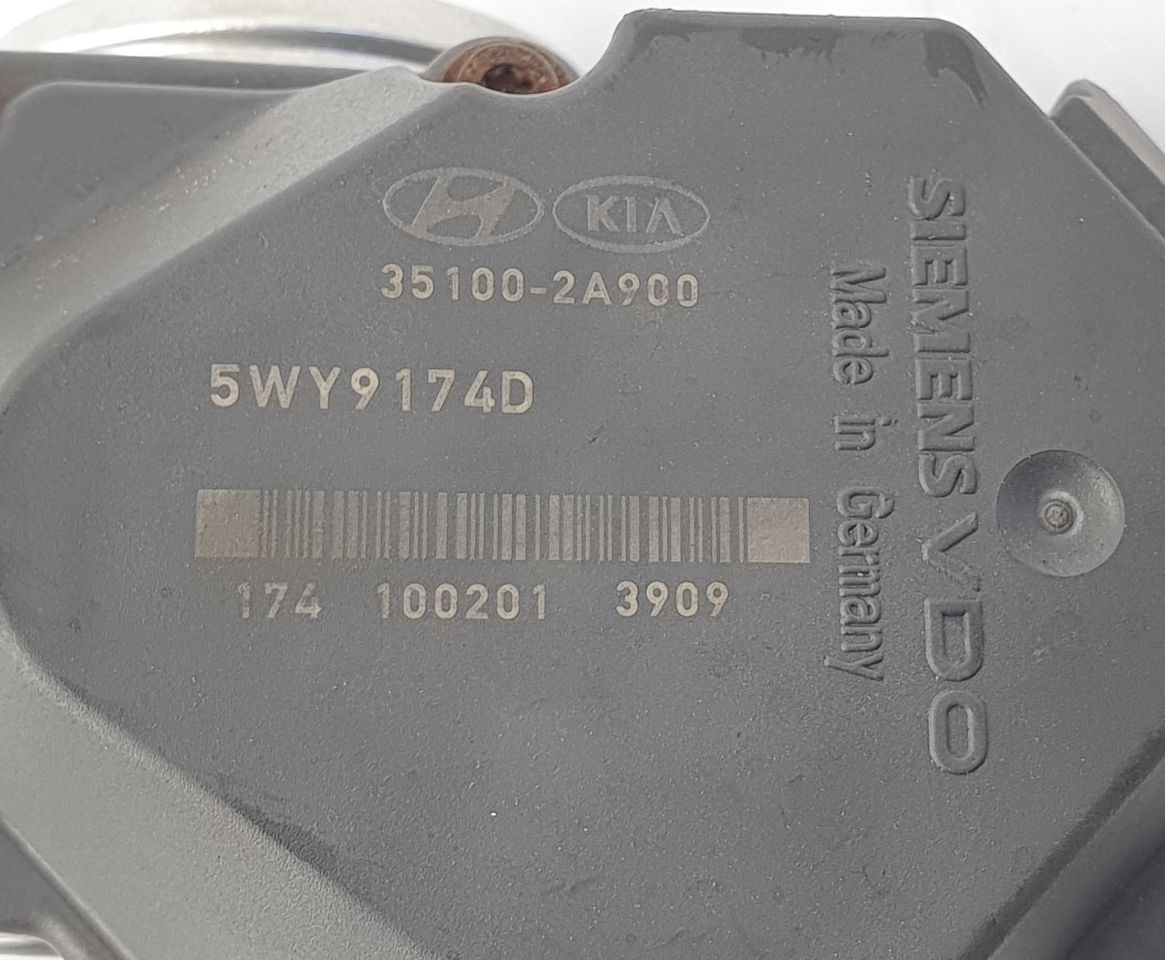 KIA
35100-2A900
5WY9174D
174 100201 3909
SIEMENS VDO
Made in Germany